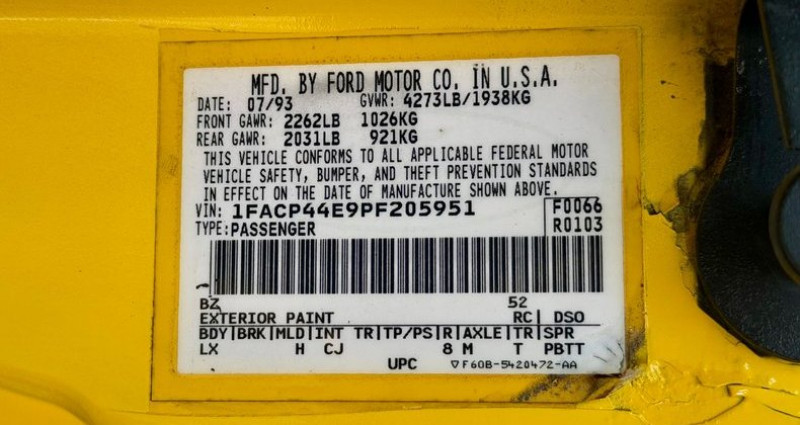 MFD. BY FORD MOTOR CO. IN U.S.A.
DATE: 07/93 GVWR: 4273LB/1938KG
FRONT GAWR: 2262LB 1026KG
REAR GAWR: 2031LB 921KG
THIS VEHICLE CONFORMS TO ALL APPLICABLE FEDERAL MOTOR
VEHICLE SAFETY, BUMPER, AND THEFT PREVENTION STANDARDS
IN EFFECT ON THE DATE OF MANUFACTURE SHOWN ABOVE.
VIN: 1FACP44E9PF205951 F0066
TYPE: PASSENGER R0103
BZ 52
EXTERIOR PAINT RC| DSO
BDY|BRK|MLD|INT TR|TP/PS|R|AXLE|TR|SPR
LX H CJ 8 M T PBTT
UPC ▽F60B-5420472-AA